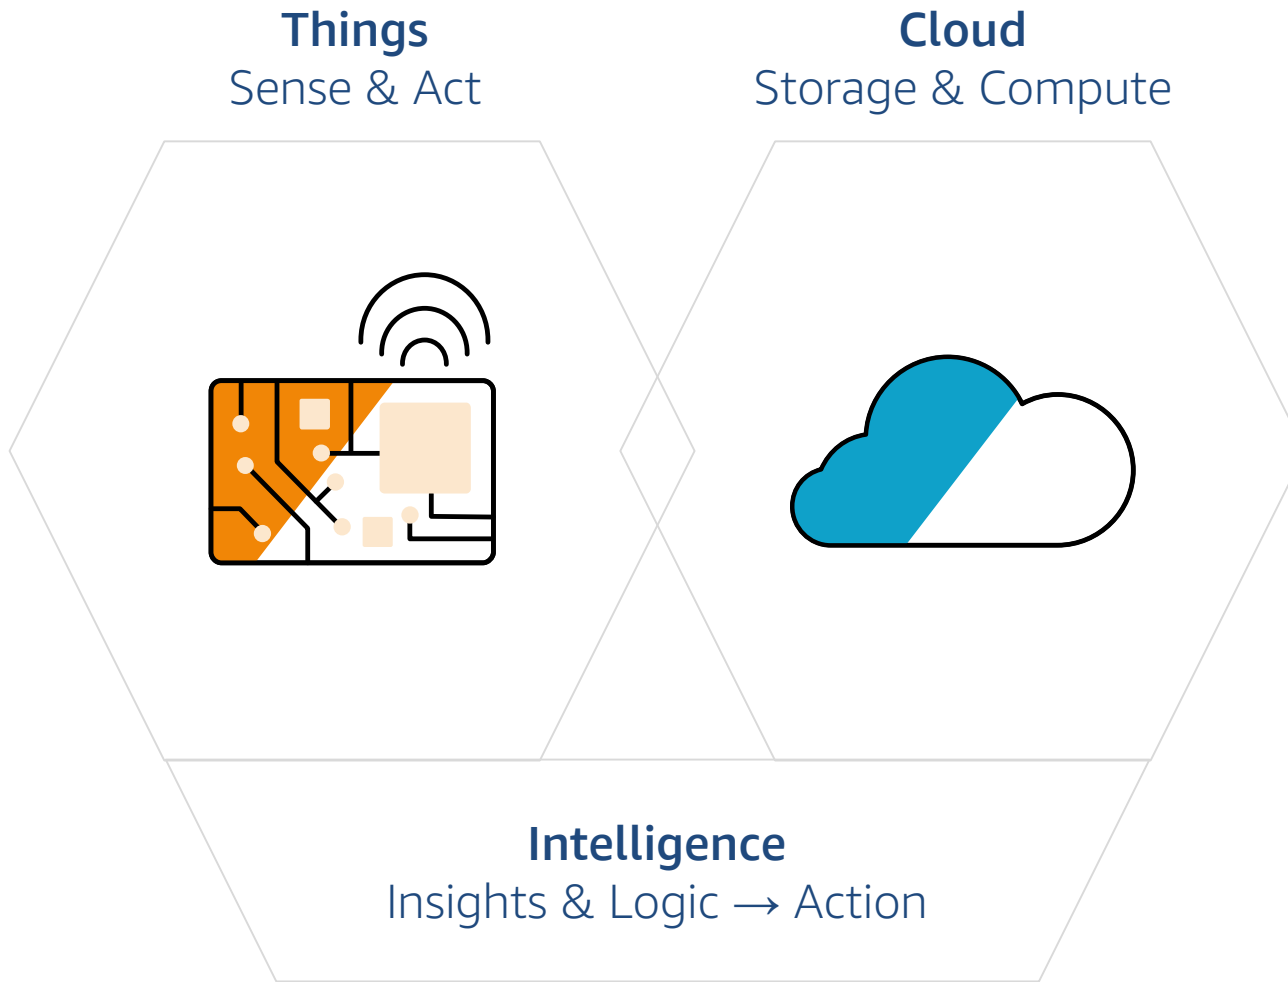 Things
Sense & Act
Cloud
Storage & Compute
Intelligence
Insights & Logic → Action